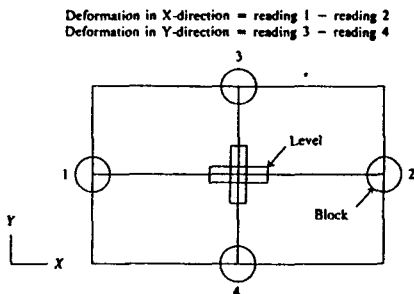 Deformation in X-direction = reading 1 − reading 2
Deformation in Y-direction = reading 3 − reading 4
3
Level
1
2
Block
Y
X
4